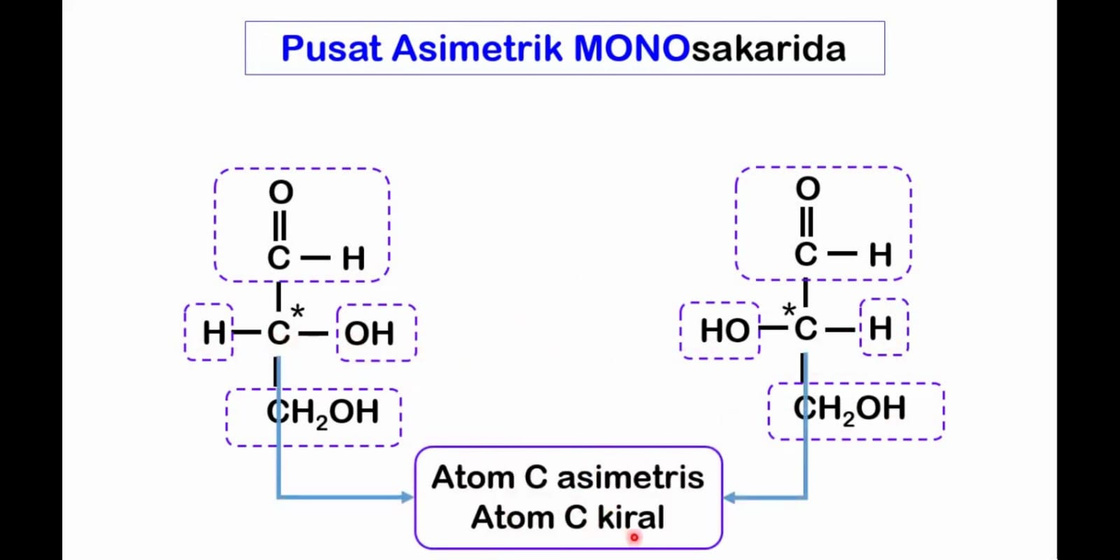 Pusat Asimetrik MONOsakarida
O
C – H
H – C* – OH
CH₂OH
O
C – H
HO – *C – H
CH₂OH
Atom C asimetris
Atom C kiral